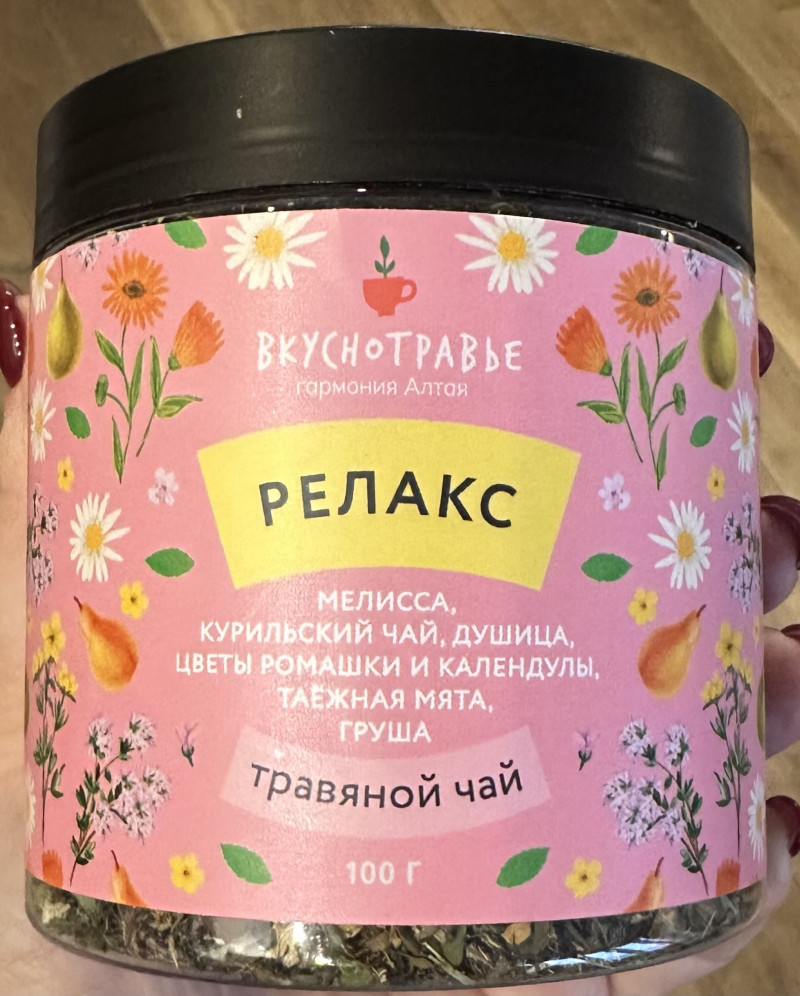 ВКУСНОТРАВЬЕ
гармония Алтая
РЕЛАКС
МЕЛИССА,
КУРИЛЬСКИЙ ЧАЙ, ДУШИЦА,
ЦВЕТЫ РОМАШКИ И КАЛЕНДУЛЫ,
ТАЁЖНАЯ МЯТА,
ГРУША
травяной чай
100 Г